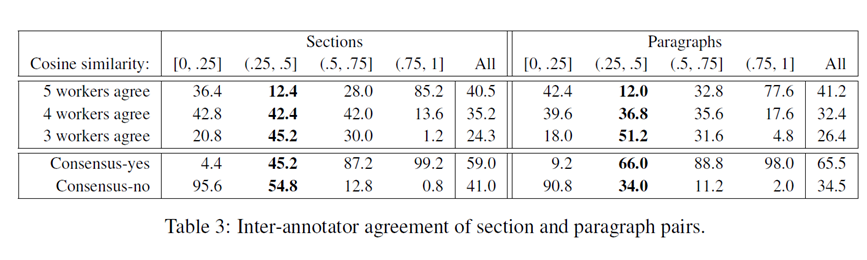 Sections Paragraphs
Cosine similarity: [0, .25] (.25, .5] (.5, .75] (.75, 1] All [0, .25] (.25, .5] (.5, .75] (.75, 1] All
5 workers agree 36.4 12.4 28.0 85.2 40.5 42.4 12.0 32.8 77.6 41.2
4 workers agree 42.8 42.4 42.0 13.6 35.2 39.6 36.8 35.6 17.6 32.4
3 workers agree 20.8 45.2 30.0 1.2 24.3 18.0 51.2 31.6 4.8 26.4
Consensus-yes 4.4 45.2 87.2 99.2 59.0 9.2 66.0 88.8 98.0 65.5
Consensus-no 95.6 54.8 12.8 0.8 41.0 90.8 34.0 11.2 2.0 34.5
Table 3: Inter-annotator agreement of section and paragraph pairs.